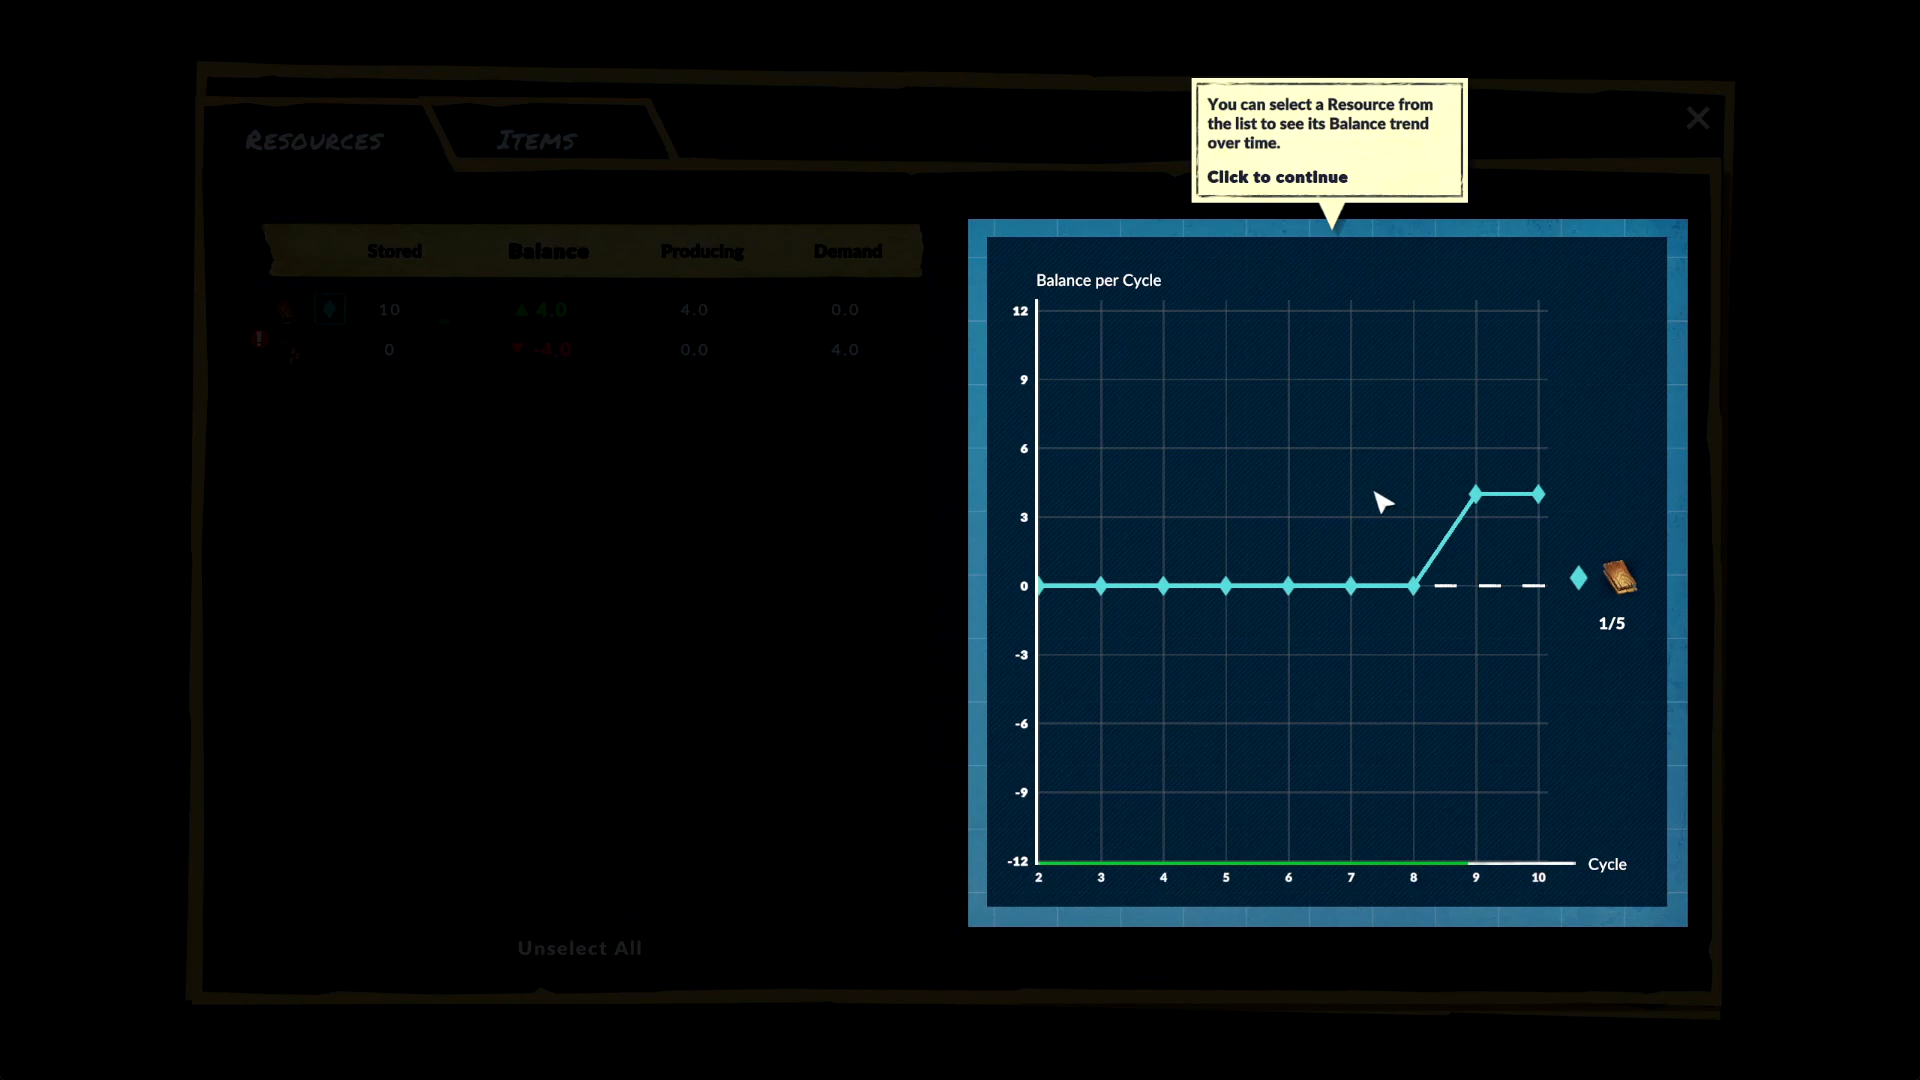 You can select a Resource from
the list to see its Balance trend
over time.
Click to continue
Resources
Items
Stored Balance Producing Demand
10 4.0 4.0 0.0
! 0 -4.0 0.0 4.0
Unselect All
Balance per Cycle
12
9
6
3
0
-3
-6
-9
-12
2 3 4 5 6 7 8 9 10
Cycle
1/5